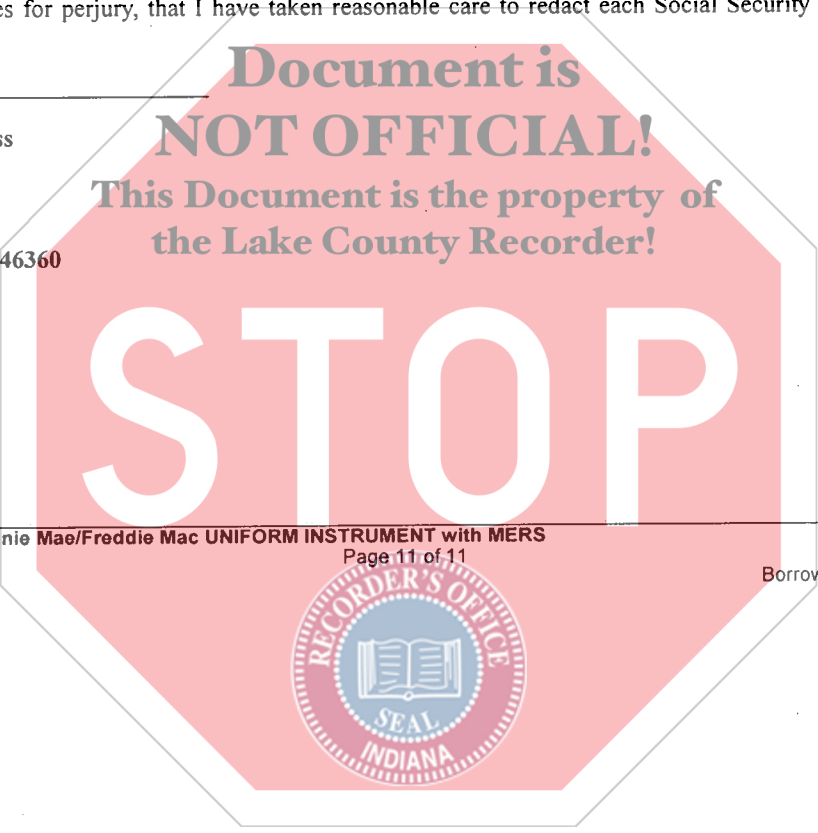 es for perjury, that I have taken reasonable care to redact each Social Security
Document is
NOT OFFICIAL!
ss
This Document is the property of
the Lake County Recorder!
46360
STOP
nie Mae/Freddie Mac UNIFORM INSTRUMENT with MERS
Page 11 of 11
Borrow
RECORDER'S OFFICE
SEAL
INDIANA